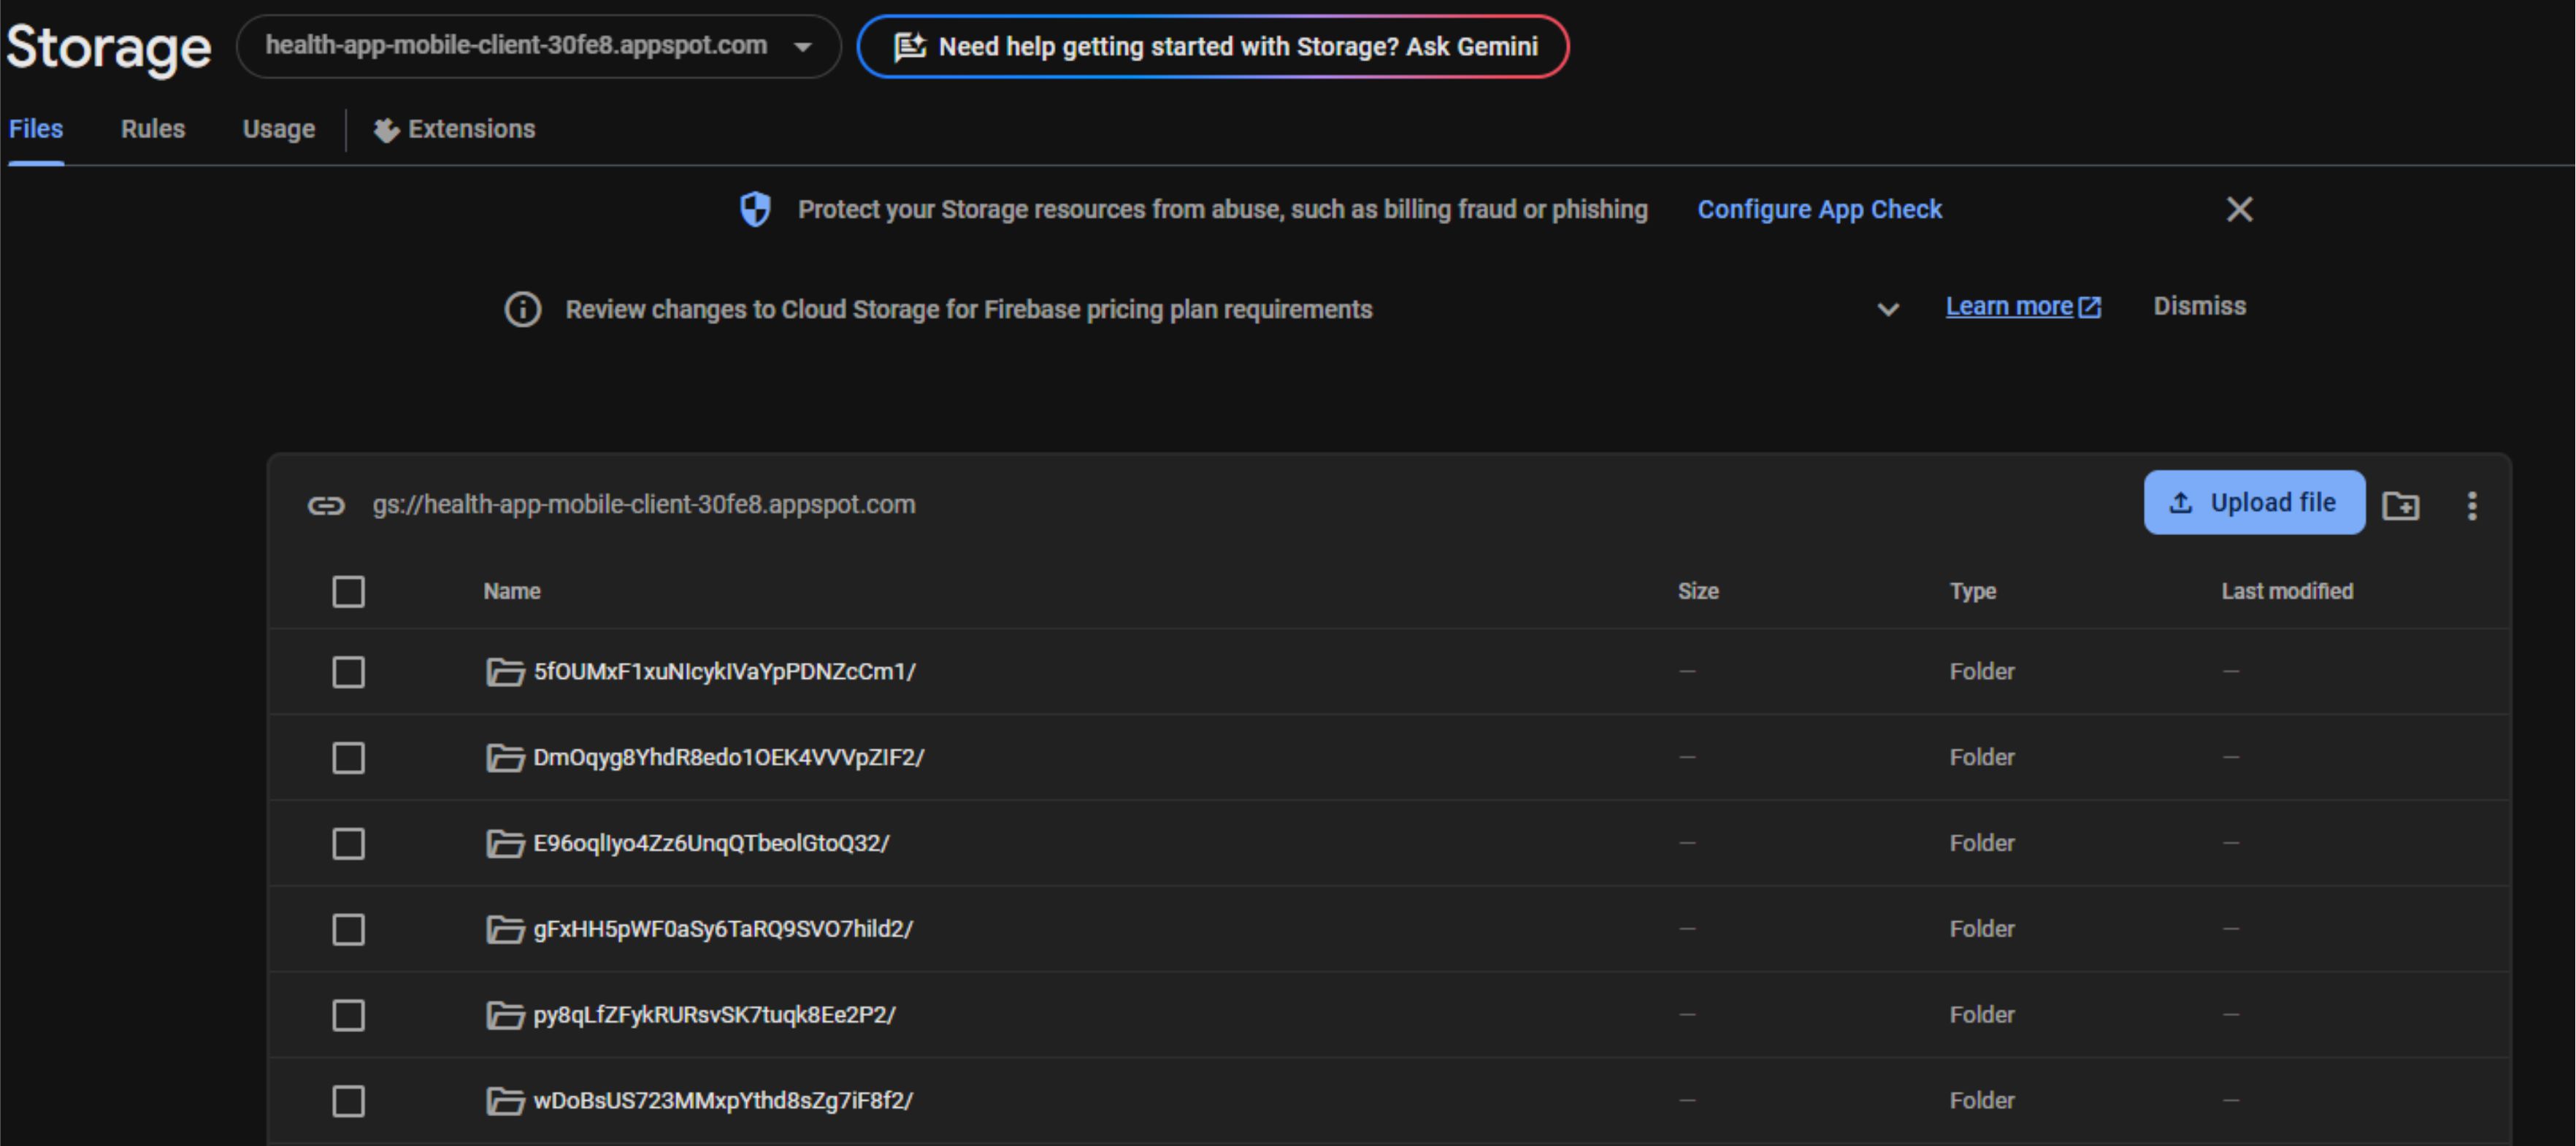 Storage health-app-mobile-client-30fe8.appspot.com Need help getting started with Storage? Ask Gemini
Files Rules Usage Extensions
Protect your Storage resources from abuse, such as billing fraud or phishing Configure App Check
Review changes to Cloud Storage for Firebase pricing plan requirements Learn more Dismiss
gs://health-app-mobile-client-30fe8.appspot.com Upload file
Name Size Type Last modified
5fOUMxF1xuNIcykIVaYpPDNZcCm1/ — Folder —
DmOqyg8YhdR8edo1OEK4VVVpZIF2/ — Folder —
E96oqlIyo4Zz6UnqQTbeolGtoQ32/ — Folder —
gFxHH5pWF0aSy6TaRQ9SVO7hild2/ — Folder —
py8qLfZFykRURsvSK7tuqk8Ee2P2/ — Folder —
wDoBsUS723MMxpYthd8sZg7iF8f2/ — Folder —